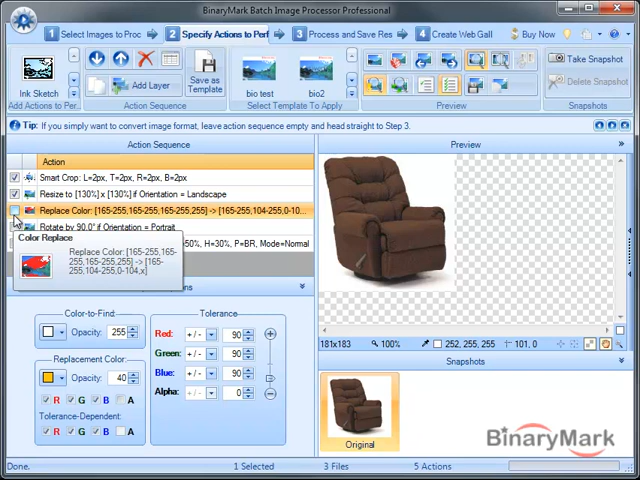 BinaryMark Batch Image Processor Professional
1 Select Images to Proc
2 Specify Actions to Perf
3 Process and Save Res
4 Create Web Gall
Buy Now
Ink Sketch
Add Layer
Save as Template
bio test
bio2
Take Snapshot
Delete Snapshot
Add Actions to Per...
Action Sequence
Select Template To Apply
Preview
Snapshots
Tip: If you simply want to convert image format, leave action sequence empty and head straight to Step 3.
Action Sequence
Preview
Action
Smart Crop: L=2px, T=2px, R=2px, B=2px
Resize to [130%] x [130%] if Orientation = Landscape
Replace Color: [165-255,165-255,165-255,255] -> [165-255,104-255,0-10...
Rotate by 90.0° if Orientation = Portrait
50%, H=30%, P=BR, Mode=Normal
Color Replace
Replace Color: [165-255,165-
255,165-255,255] -> [165-
255,104-255,0-104,x]
Color-to-Find:
Opacity: 255
Replacement Color:
Opacity: 40
R G B A
Tolerance-Dependent:
R G B A
Tolerance
Red: +/- 90
Green: +/- 90
Blue: +/- 90
Alpha: +/- 0
181x183
100%
252, 255, 255
101, 0
Snapshots
Original
BinaryMark
Done.
1 Selected
3 Files
5 Actions